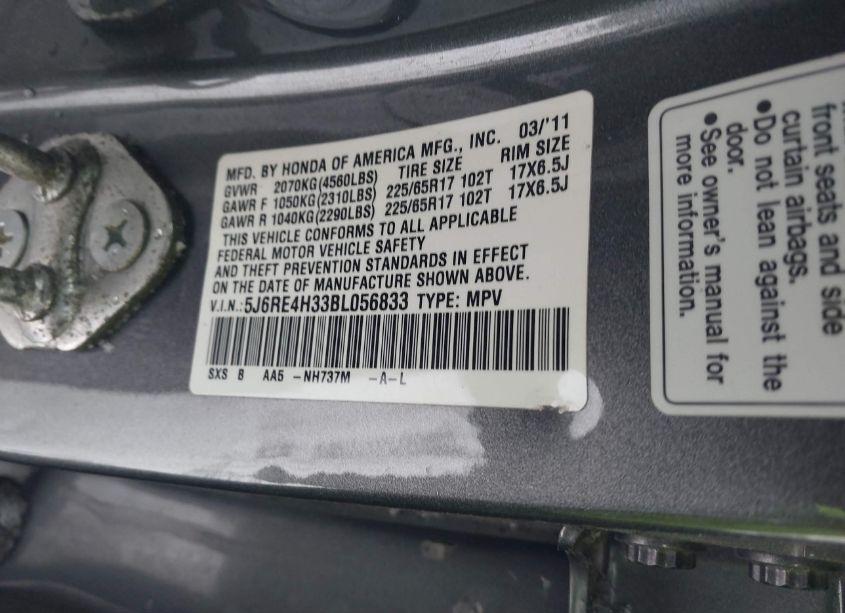 MFD. BY HONDA OF AMERICA MFG., INC. 03/'11
GVWR 2070KG(4560LBS) TIRE SIZE RIM SIZE
GAWR F 1050KG(2310LBS) 225/65R17 102T 17X6.5J
GAWR R 1040KG(2290LBS) 225/65R17 102T 17X6.5J
THIS VEHICLE CONFORMS TO ALL APPLICABLE
FEDERAL MOTOR VEHICLE SAFETY
AND THEFT PREVENTION STANDARDS IN EFFECT
ON THE DATE OF MANUFACTURE SHOWN ABOVE.
V.I.N.: 5J6RE4H33BL056833 TYPE: MPV
SXS B AA5 -NH737M -A-L
front seats and side
curtain airbags.
•Do not lean against the
door.
•See owner's manual for
more information.